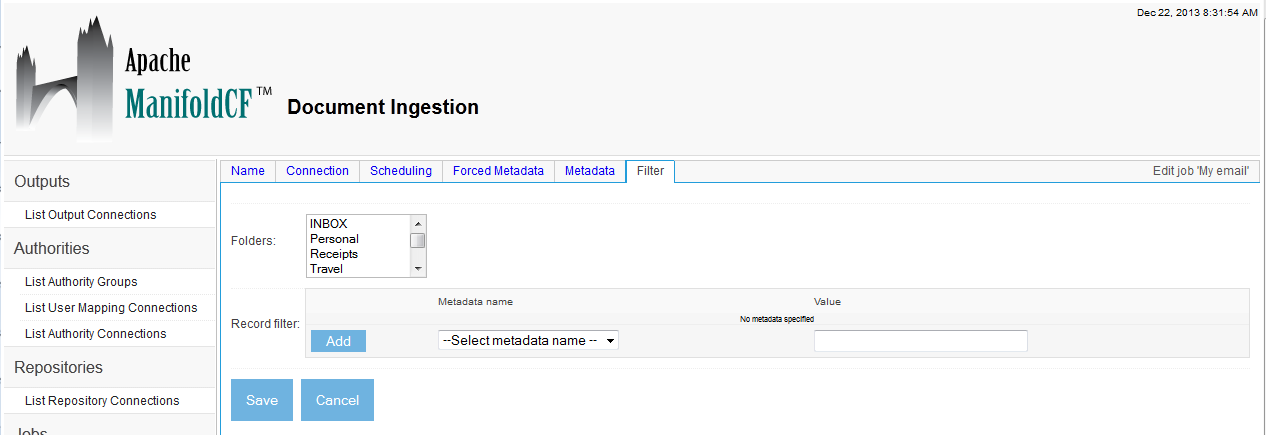 Dec 22, 2013 8:31:54 AM
Apache
ManifoldCF™
Document Ingestion
Outputs
List Output Connections
Authorities
List Authority Groups
List User Mapping Connections
List Authority Connections
Repositories
List Repository Connections
Jobs
Name Connection Scheduling Forced Metadata Metadata Filter Edit job 'My email'
Folders:
INBOX
Personal
Receipts
Travel
Record filter:
Metadata name Value
No metadata specified
Add --Select metadata name --
Save Cancel